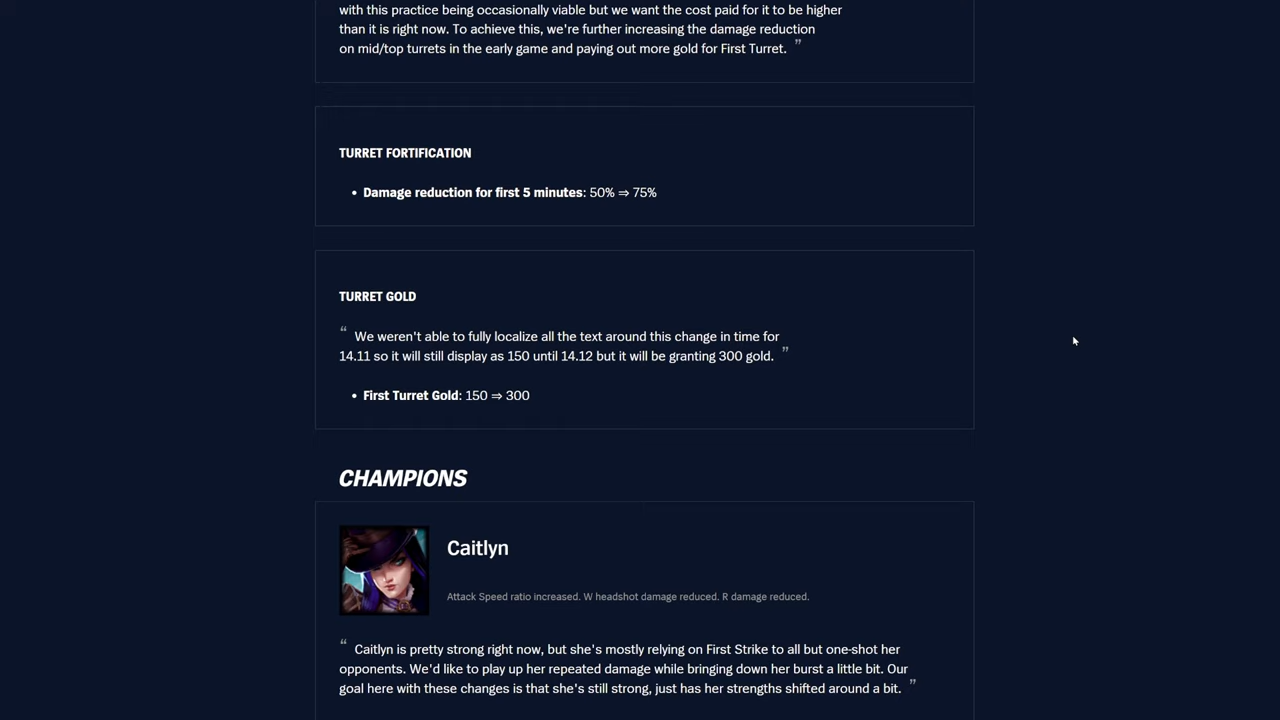 with this practice being occasionally viable but we want the cost paid for it to be higher
than it is right now. To achieve this, we're further increasing the damage reduction
on mid/top turrets in the early game and paying out more gold for First Turret. ”
TURRET FORTIFICATION
• Damage reduction for first 5 minutes: 50% ⇒ 75%
TURRET GOLD
“ We weren't able to fully localize all the text around this change in time for
14.11 so it will still display as 150 until 14.12 but it will be granting 300 gold. ”
• First Turret Gold: 150 ⇒ 300
CHAMPIONS
Caitlyn
Attack Speed ratio increased. W headshot damage reduced. R damage reduced.
“ Caitlyn is pretty strong right now, but she's mostly relying on First Strike to all but one-shot her
opponents. We'd like to play up her repeated damage while bringing down her burst a little bit. Our
goal here with these changes is that she's still strong, just has her strengths shifted around a bit. ”